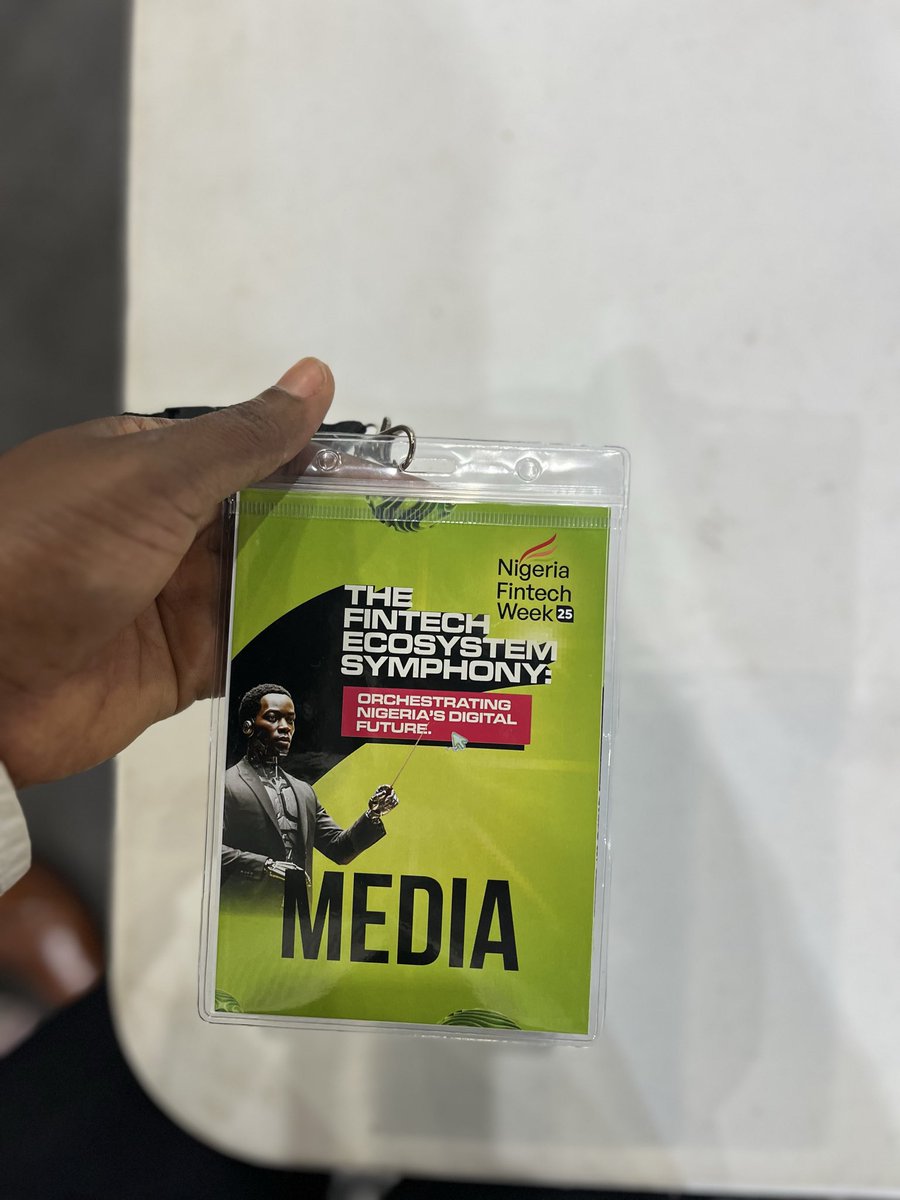 Nigeria
Fintech
Week 25
THE
FINTECH
ECOSYSTEM
SYMPHONY:
ORCHESTRATING
NIGERIA'S DIGITAL
FUTURE.
MEDIA